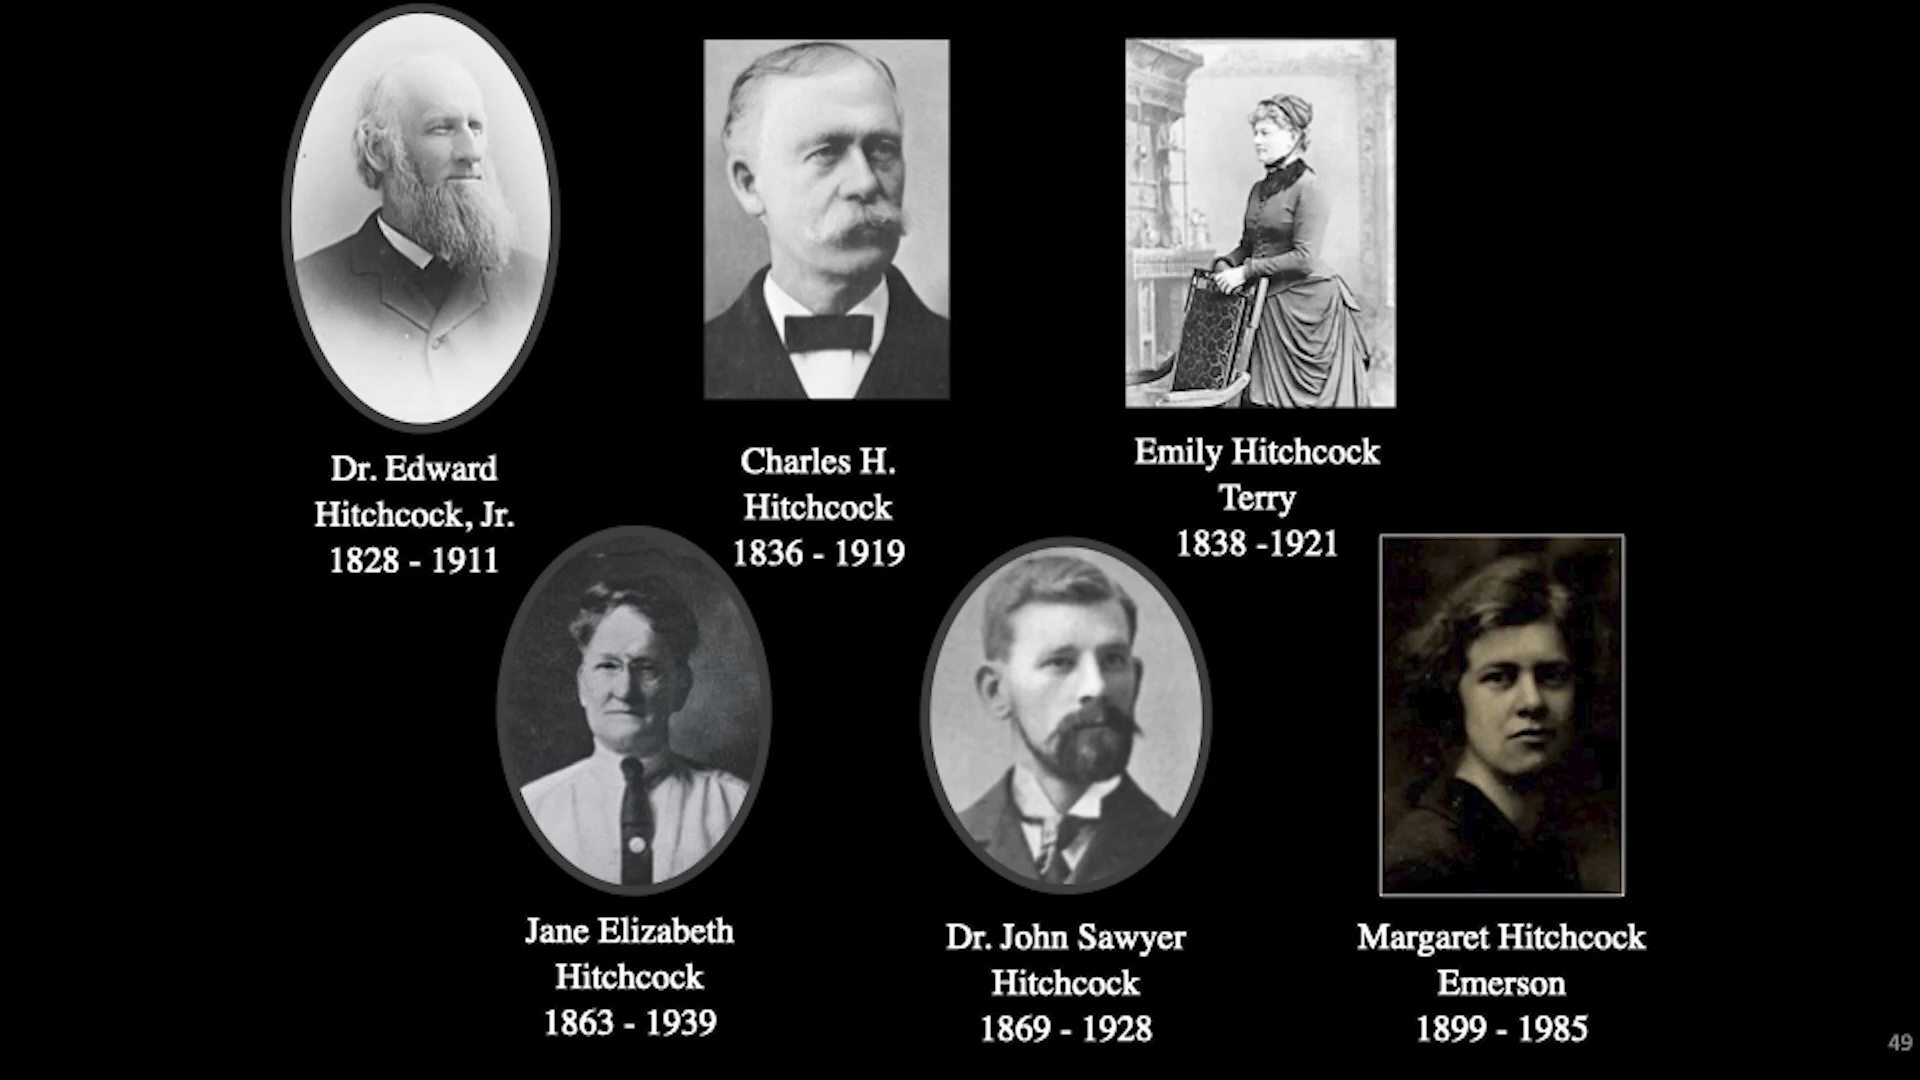 Dr. Edward
Hitchcock, Jr.
1828 - 1911
Charles H.
Hitchcock
1836 - 1919
Emily Hitchcock
Terry
1838 -1921
Jane Elizabeth
Hitchcock
1863 - 1939
Dr. John Sawyer
Hitchcock
1869 - 1928
Margaret Hitchcock
Emerson
1899 - 1985
49